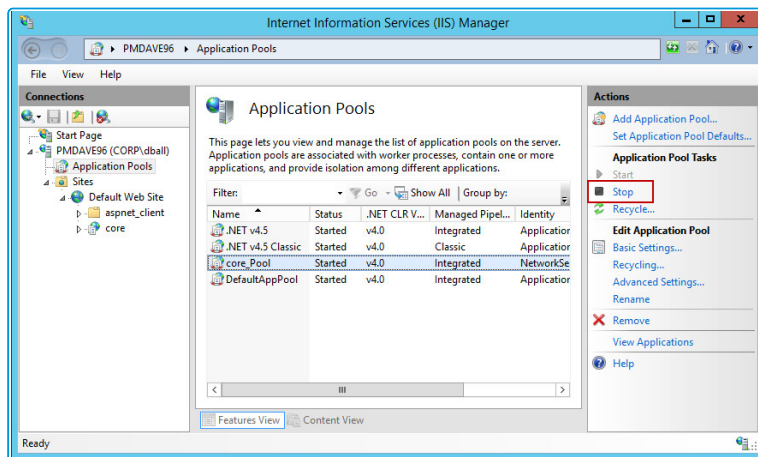 Internet Information Services (IIS) Manager
PMDAVE96 Application Pools
File View Help
Connections
Start Page
PMDAVE96 (CORP\dball)
Application Pools
Sites
Default Web Site
aspnet_client
core
Application Pools
This page lets you view and manage the list of application pools on the server.
Application pools are associated with worker processes, contain one or more
applications, and provide isolation among different applications.
Filter: Go Show All Group by:
Name Status .NET CLR V... Managed Pipel... Identity
.NET v4.5 Started v4.0 Integrated Application
.NET v4.5 Classic Started v4.0 Classic Application
core_Pool Started v4.0 Integrated NetworkSe
DefaultAppPool Started v4.0 Integrated Application
Features View Content View
Actions
Add Application Pool...
Set Application Pool Defaults...
Application Pool Tasks
Start
Stop
Recycle...
Edit Application Pool
Basic Settings...
Recycling...
Advanced Settings...
Rename
Remove
View Applications
Help
Ready